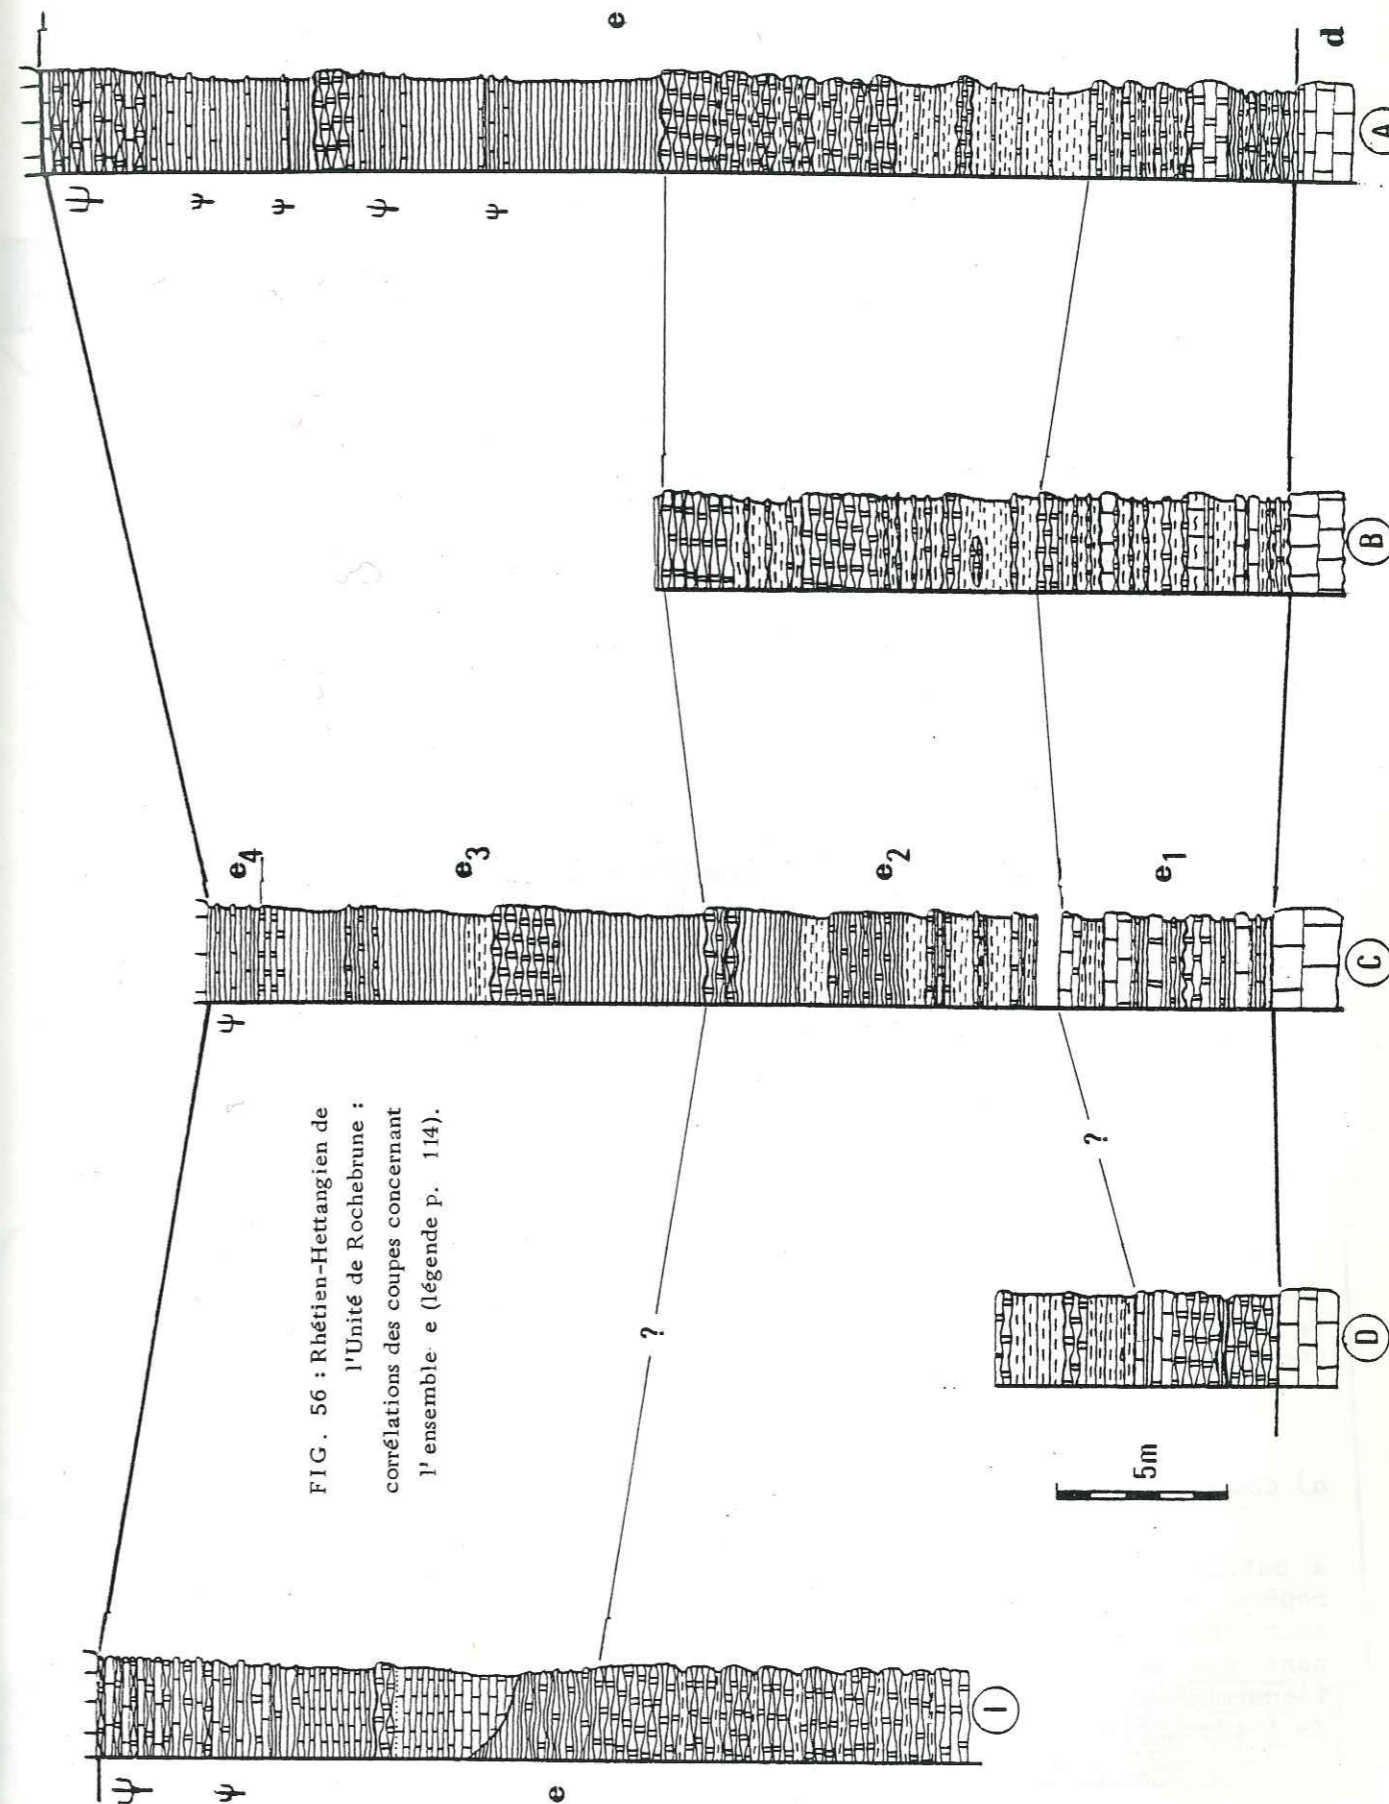 FIG. 56 : Rhétien-Hettangien de
l'Unité de Rochebrune :
corrélations des coupes concernant
l'ensemble e (légende p. 114).
e
e
d
e4
e3
e2
e1
?
?
5m
I
D
C
B
A
ψ
ψ
ψ
ψ
ψ
ψ
ψ
ψ